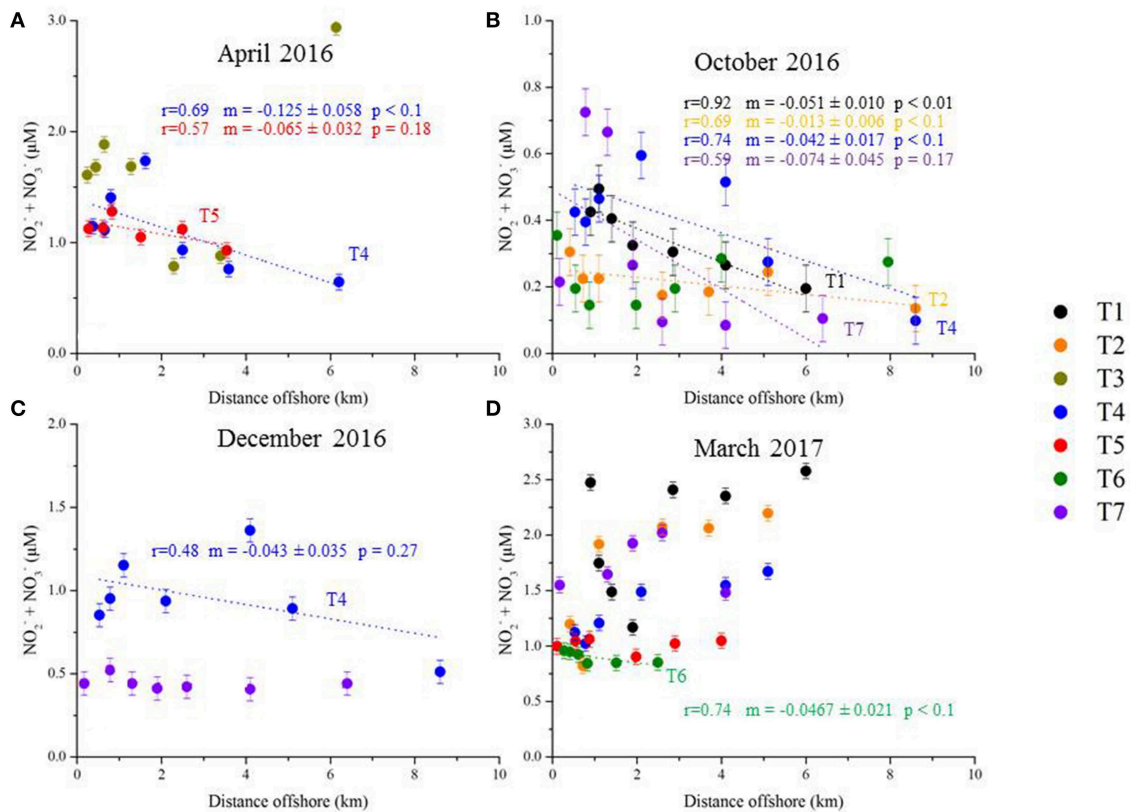 A
April 2016
r=0.69 m = -0.125 ± 0.058 p < 0.1
r=0.57 m = -0.065 ± 0.032 p = 0.18
T5
T4
3.0
2.0
1.0
0.0
NO₂⁻ + NO₃⁻ (µM)
0 2 4 6 8 10
Distance offshore (km)
B
October 2016
r=0.92 m = -0.051 ± 0.010 p < 0.01
r=0.69 m = -0.013 ± 0.006 p < 0.1
r=0.74 m = -0.042 ± 0.017 p < 0.1
r=0.59 m = -0.074 ± 0.045 p = 0.17
T1
T2
T7
T4
1.0
0.8
0.6
0.4
0.2
0.0
NO₂⁻ + NO₃⁻ (µM)
0 2 4 6 8 10
Distance offshore (km)
C
December 2016
r=0.48 m = -0.043 ± 0.035 p = 0.27
T4
2.0
1.5
1.0
0.5
0.0
NO₂⁻ + NO₃⁻ (µM)
0 2 4 6 8 10
Distance offshore (km)
D
March 2017
T6
r=0.74 m = -0.0467 ± 0.021 p < 0.1
3.0
2.5
2.0
1.5
1.0
0.5
0.0
NO₂⁻ + NO₃⁻ (µM)
0 2 4 6 8 10
Distance offshore (km)
T1
T2
T3
T4
T5
T6
T7